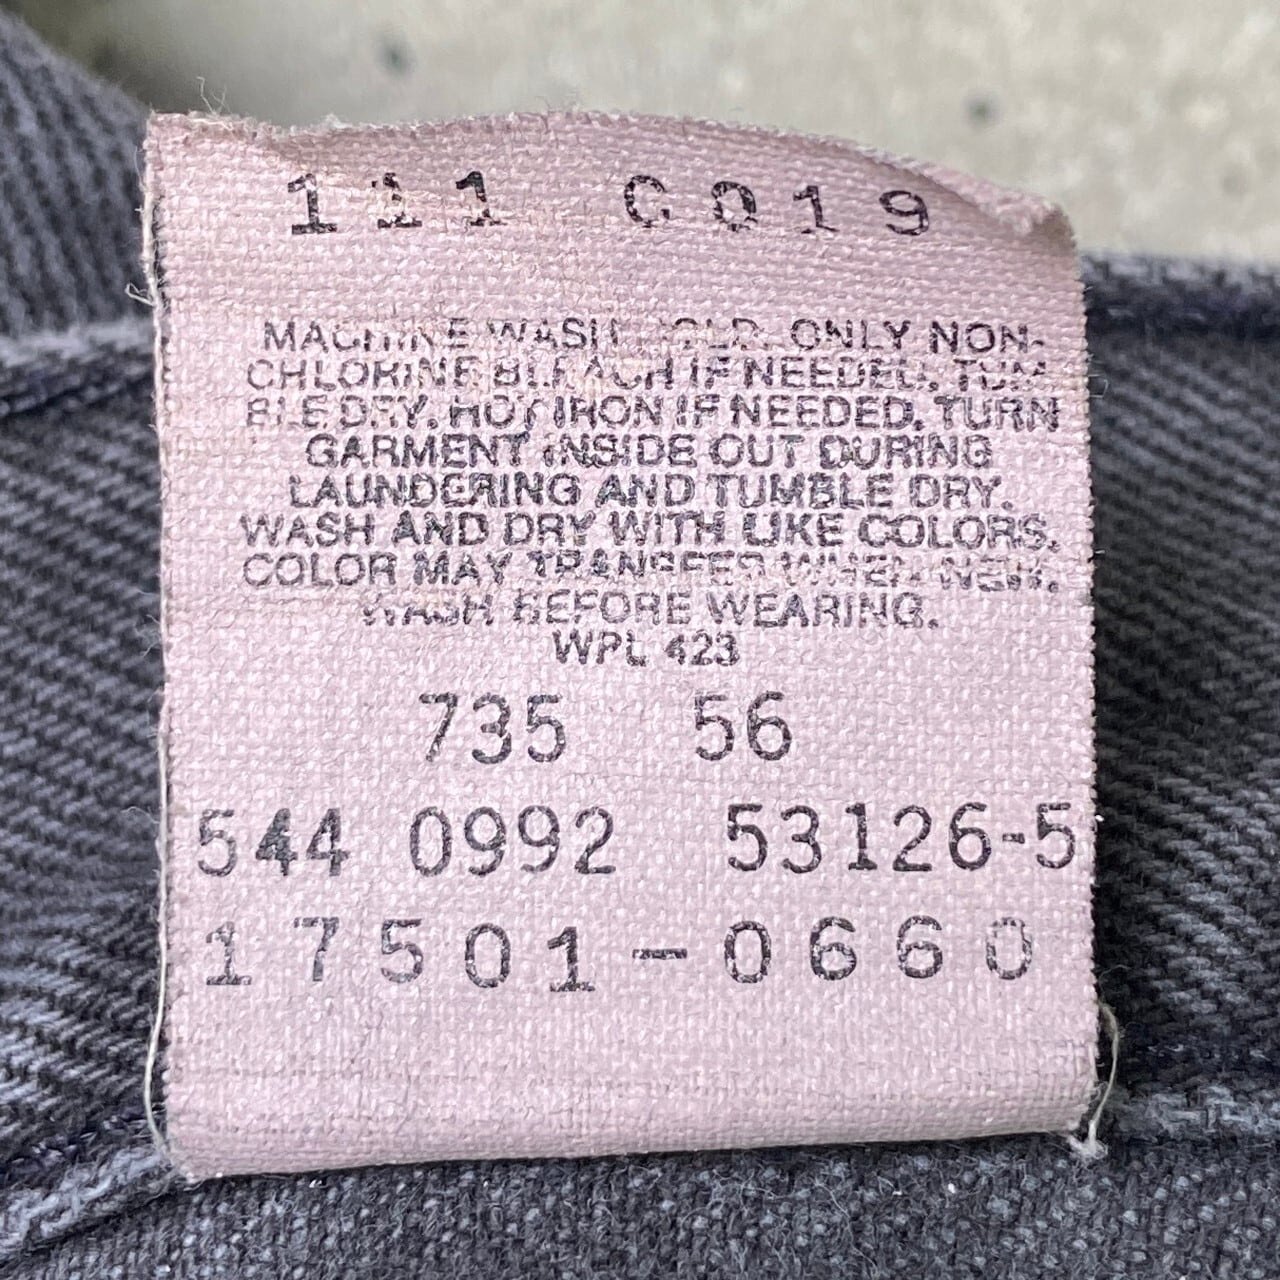 111 C019
MACHINE WASH COLD. ONLY NON-
CHLORINE BLEACH IF NEEDED. TUM-
BLE DRY. HOT IRON IF NEEDED. TURN
GARMENT INSIDE OUT DURING
LAUNDERING AND TUMBLE DRY.
WASH AND DRY WITH LIKE COLORS.
COLOR MAY TRANSFER WHEN NEW.
WASH BEFORE WEARING.
WPL 423
735 56
544 0992 53126-5
17501-0660